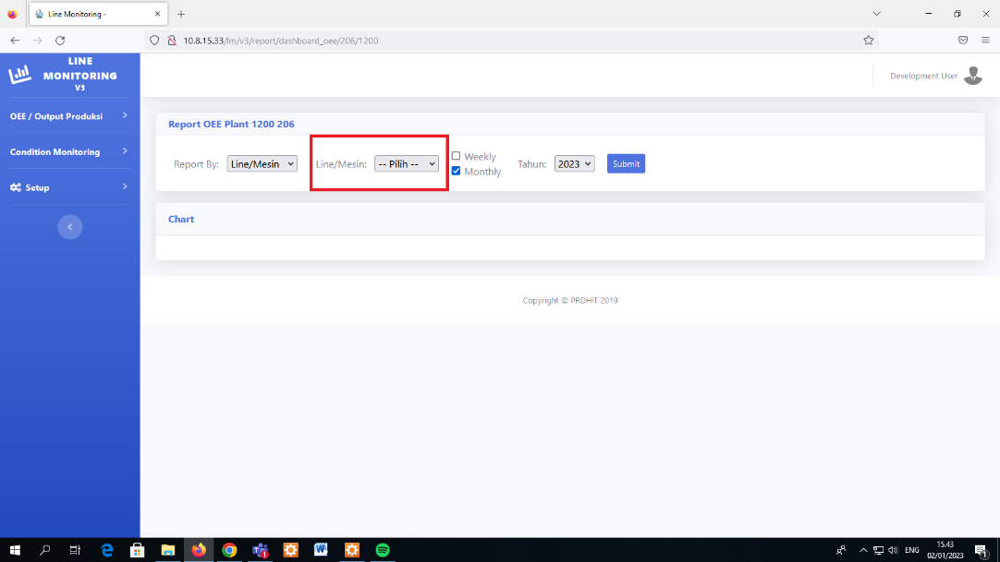 Line Monitoring -
10.8.15.33/lm/v3/report/dashboard_oee/206/1200
LINE
MONITORING
V3
Development User
OEE / Output Produksi
Condition Monitoring
Setup
Report OEE Plant 1200 206
Report By: Line/Mesin Line/Mesin: -- Pilih -- Weekly Monthly Tahun: 2023 Submit
Chart
Copyright © PRDHIT 2019
ENG
15.43
02/01/2023
1
1